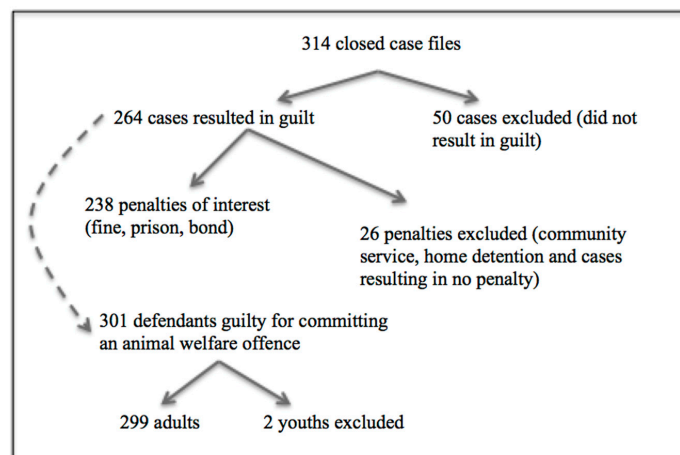 314 closed case files
264 cases resulted in guilt
50 cases excluded (did not
result in guilt)
238 penalties of interest
(fine, prison, bond)
26 penalties excluded (community
service, home detention and cases
resulting in no penalty)
301 defendants guilty for committing
an animal welfare offence
299 adults
2 youths excluded